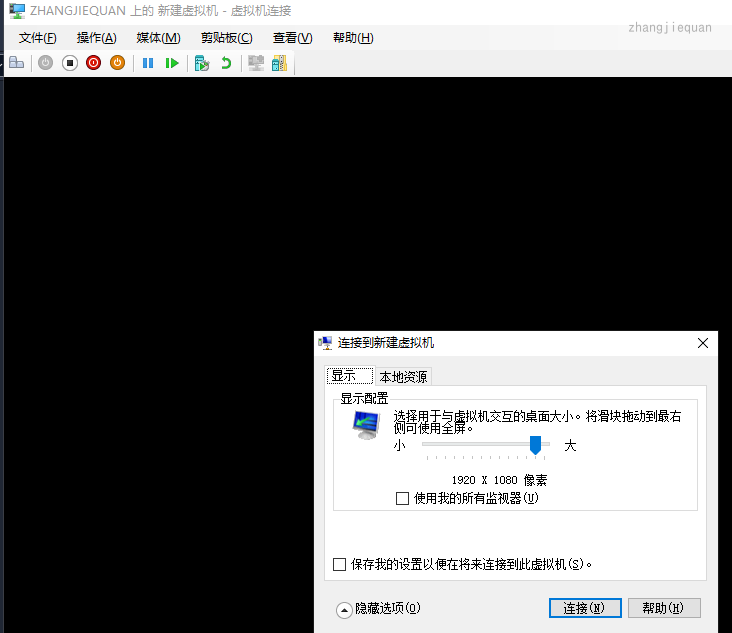 ZHANGJIEQUAN 上的 新建虚拟机 - 虚拟机连接
文件(F) 操作(A) 媒体(M) 剪贴板(C) 查看(V) 帮助(H)
zhangjiequan
连接到新建虚拟机
显示 本地资源
显示配置
选择用于与虚拟机交互的桌面大小。将滑块拖动到最右
侧可使用全屏。
小 大
1920 X 1080 像素
使用我的所有监视器(U)
保存我的设置以便在将来连接到此虚拟机(S)。
隐藏选项(O) 连接(N) 帮助(H)